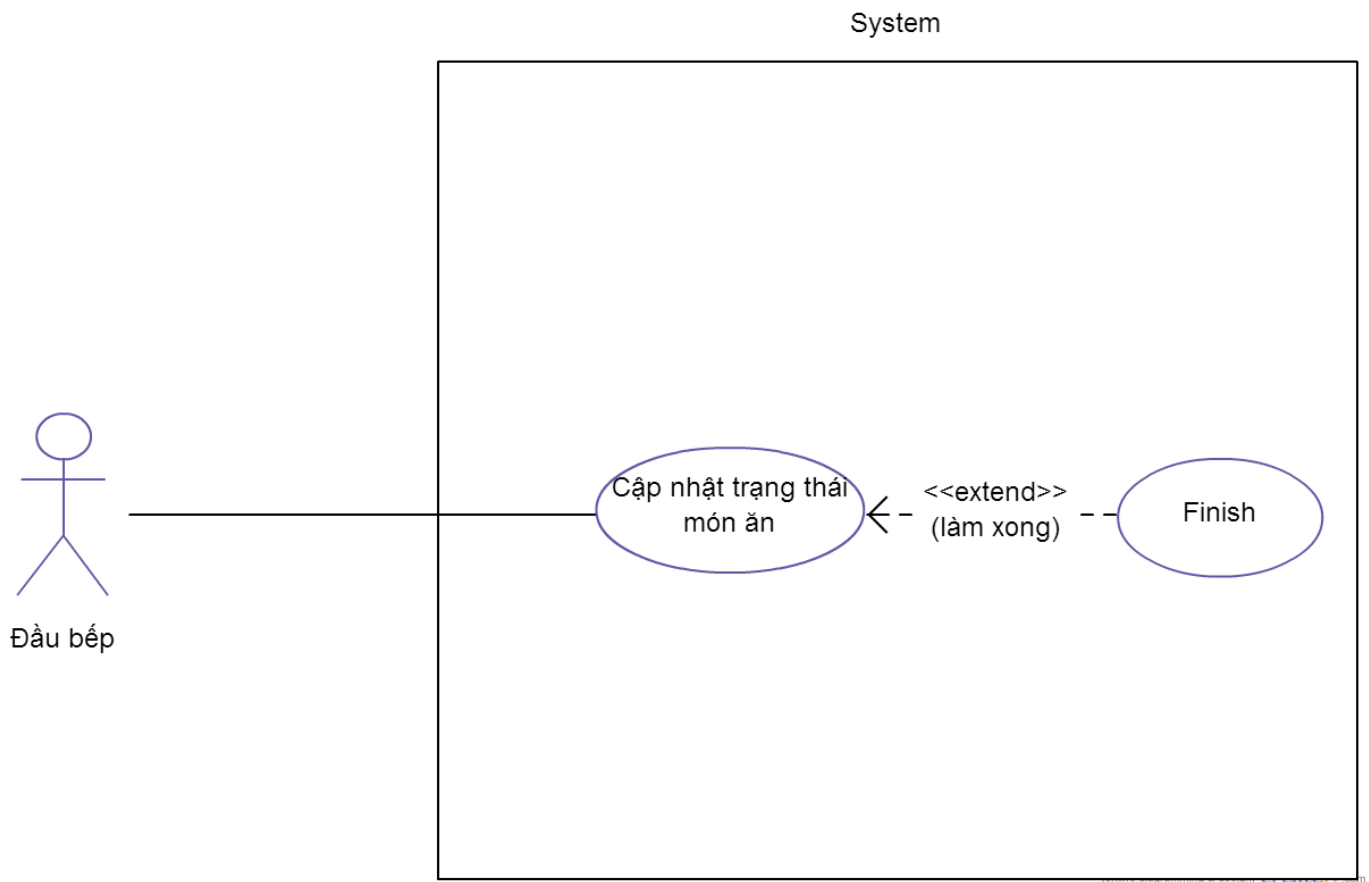 System
Cập nhật trạng thái
món ăn
<<extend>>
(làm xong)
Finish
Đầu bếp